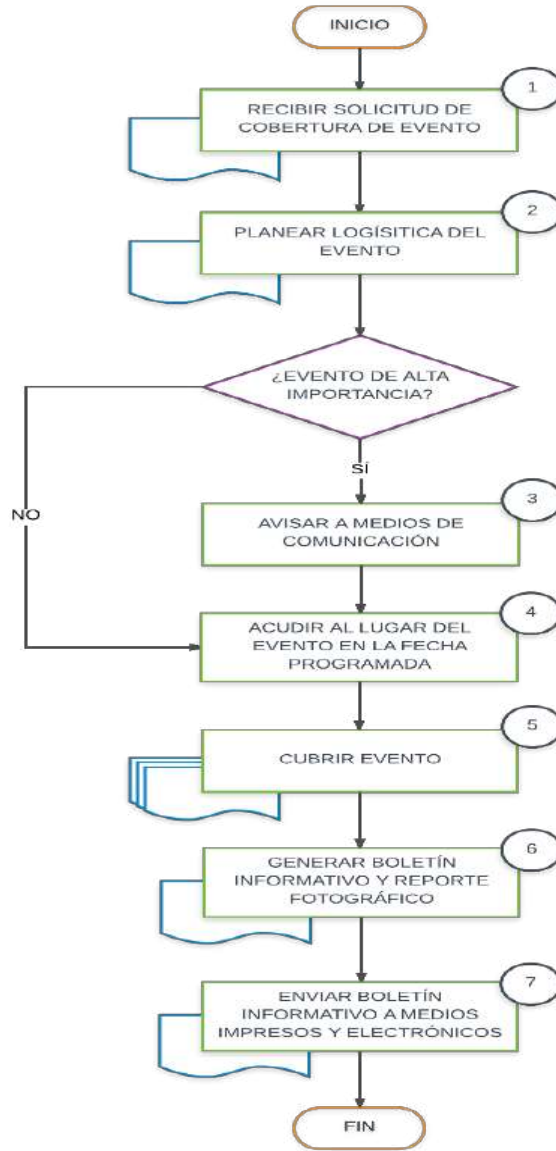 INICIO
1
RECIBIR SOLICITUD DE
COBERTURA DE EVENTO
2
PLANEAR LOGÍSITICA DEL
EVENTO
¿EVENTO DE ALTA
IMPORTANCIA?
SÍ
NO
3
AVISAR A MEDIOS DE
COMUNICACIÓN
4
ACUDIR AL LUGAR DEL
EVENTO EN LA FECHA
PROGRAMADA
5
CUBRIR EVENTO
6
GENERAR BOLETÍN
INFORMATIVO Y REPORTE
FOTOGRÁFICO
7
ENVIAR BOLETÍN
INFORMATIVO A MEDIOS
IMPRESOS Y ELECTRÓNICOS
FIN